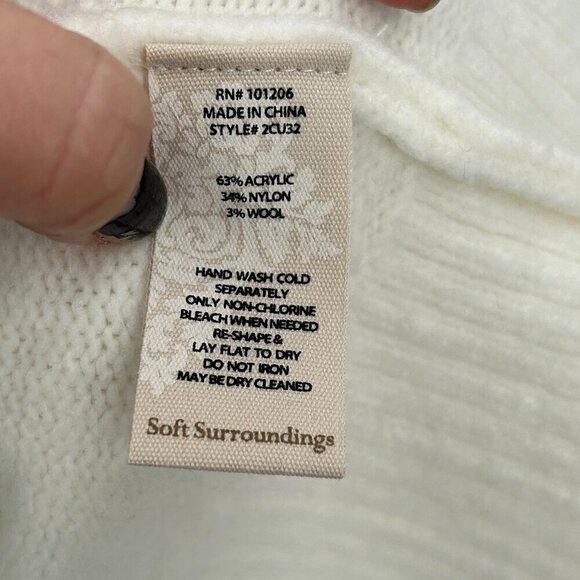 RN# 101206
MADE IN CHINA
STYLE# 2CU32
63% ACRYLIC
34% NYLON
3% WOOL
HAND WASH COLD
SEPARATELY
ONLY NON-CHLORINE
BLEACH WHEN NEEDED
RE-SHAPE &
LAY FLAT TO DRY
DO NOT IRON
MAY BE DRY CLEANED
Soft Surroundings